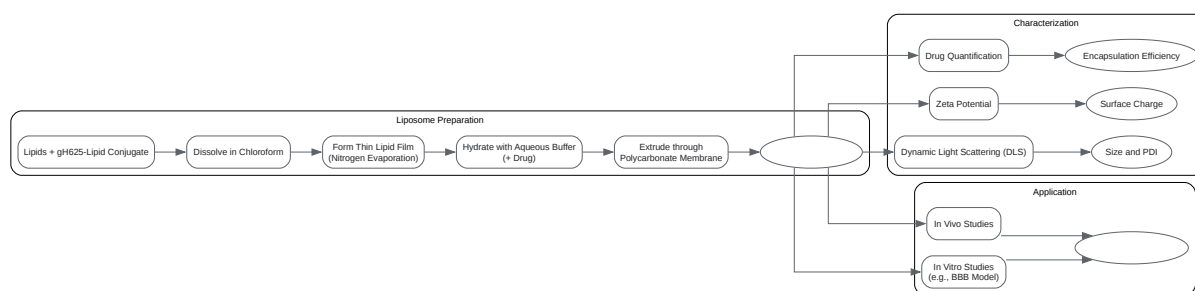 Liposome Preparation
Lipids + gH625-Lipid Conjugate
Dissolve in Chloroform
Form Thin Lipid Film
(Nitrogen Evaporation)
Hydrate with Aqueous Buffer
(+ Drug)
Extrude through
Polycarbonate Membrane
Characterization
Drug Quantification
Encapsulation Efficiency
Zeta Potential
Surface Charge
Dynamic Light Scattering (DLS)
Size and PDI
Application
In Vivo Studies
In Vitro Studies
(e.g., BBB Model)